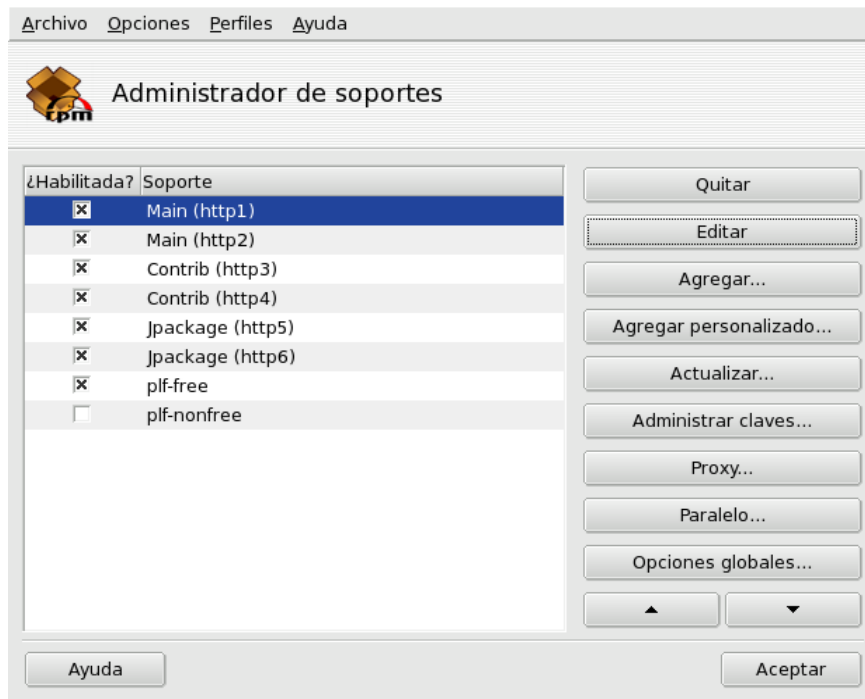 Archivo Opciones Perfiles Ayuda
rpm
Administrador de soportes
¿Habilitada? Soporte
Main (http1)
Main (http2)
Contrib (http3)
Contrib (http4)
Jpackage (http5)
Jpackage (http6)
plf-free
plf-nonfree
Quitar
Editar
Agregar...
Agregar personalizado...
Actualizar...
Administrar claves...
Proxy...
Paralelo...
Opciones globales...
Ayuda
Aceptar